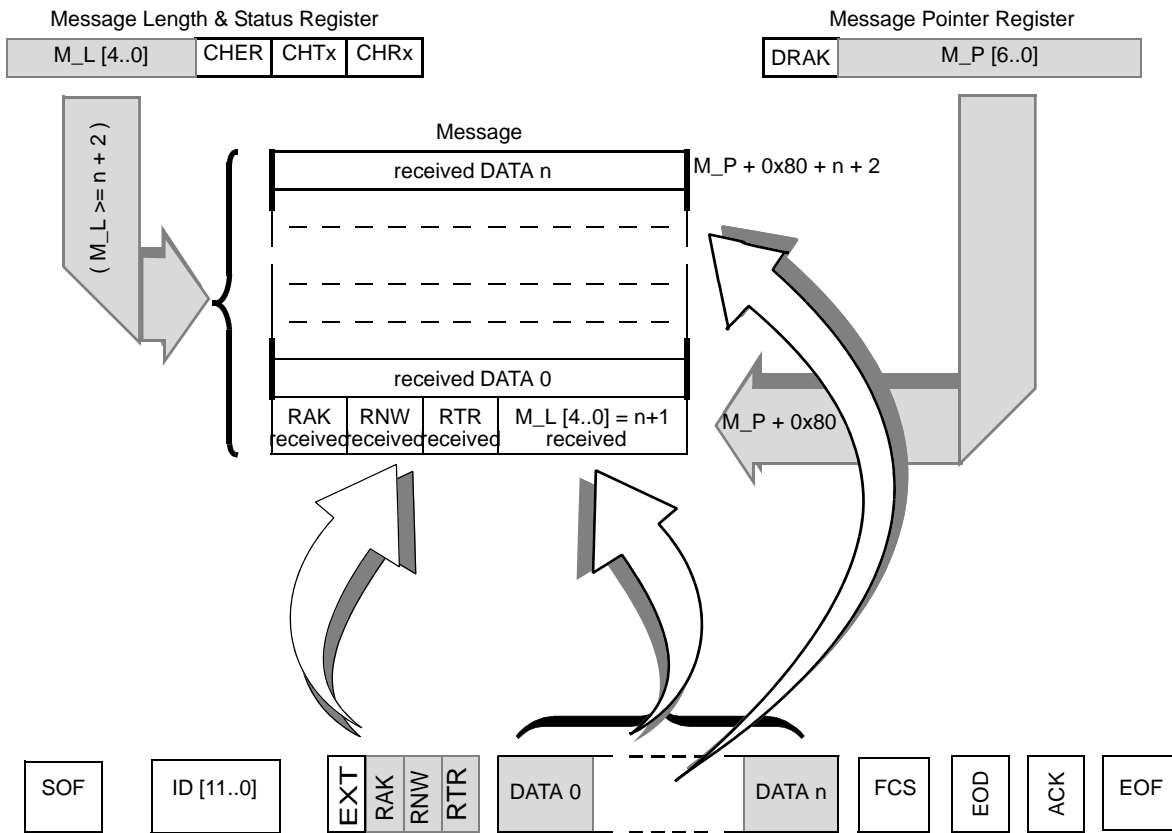 Message Length & Status Register
Message Pointer Register
M_L [4..0] CHER CHTx CHRx
DRAK M_P [6..0]
( M_L >= n + 2 )
Message
received DATA n
M_P + 0x80 + n + 2
received DATA 0
RAK received
RNW received
RTR received
M_L [4..0] = n+1 received
M_P + 0x80
SOF
ID [11..0]
EXT
RAK
RNW
RTR
DATA 0
DATA n
FCS
EOD
ACK
EOF